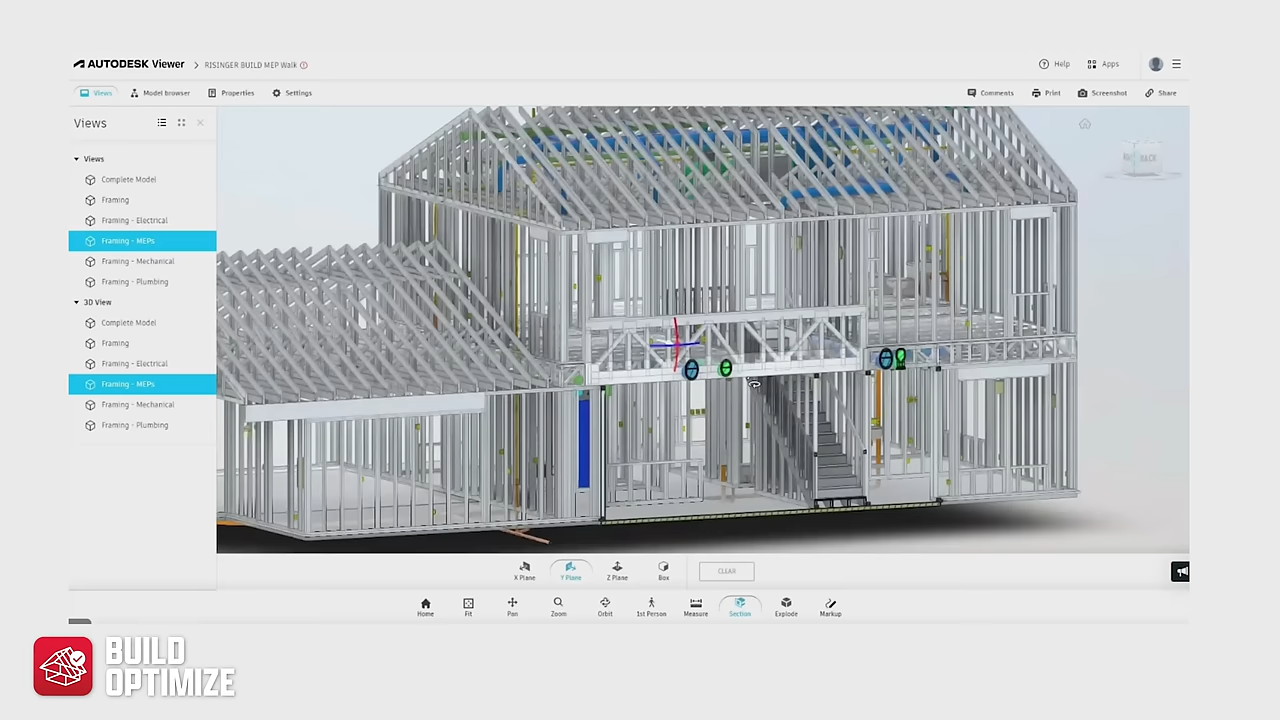 AUTODESK Viewer > RISINGER BUILD MEP Walk
Help Apps
Views Model browser Properties Settings
Comments Print Screenshot Share
Views
Views
Complete Model
Framing
Framing - Electrical
Framing - MEPs
Framing - Mechanical
Framing - Plumbing
3D View
Complete Model
Framing
Framing - Electrical
Framing - MEPs
Framing - Mechanical
Framing - Plumbing
BACK
X Plane Y Plane Z Plane Box CLEAR
Home Fit Pan Zoom Orbit 1st Person Measure Section Explode Markup
BUILD
OPTIMIZE